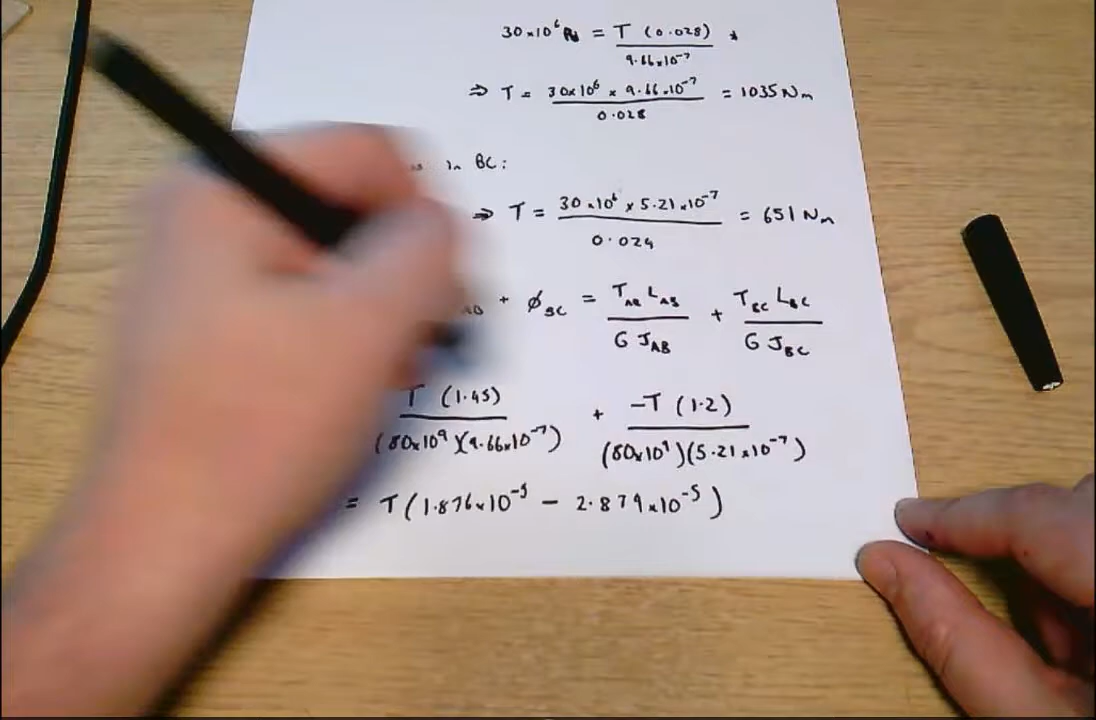 30×10⁶ = T (0.028) / 9.66×10⁻⁷
⇒ T = 30×10⁶ × 9.66×10⁻⁷ / 0.028 = 1035 Nm
in BC:
⇒ T = 30×10⁶ × 5.21×10⁻⁷ / 0.024 = 651 Nm
AB + ϕBC = TAB LAB / G JAB + TBC LBC / G JBC
T (1.45) / (80×10⁹)(9.66×10⁻⁷) + -T (1.2) / (80×10⁹)(5.21×10⁻⁷)
= T(1.876×10⁻⁵ - 2.879×10⁻⁵)